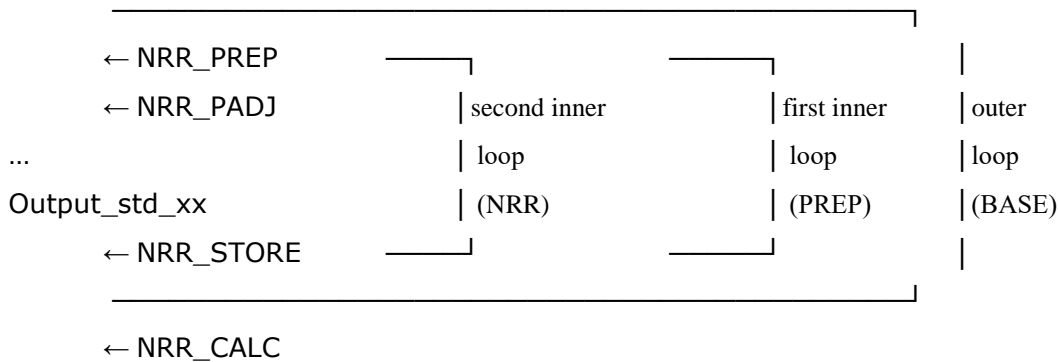 ← NRR_PREP
← NRR_PADJ second inner first inner outer
... loop loop loop
Output_std_xx (NRR) (PREP) (BASE)
← NRR_STORE
← NRR_CALC